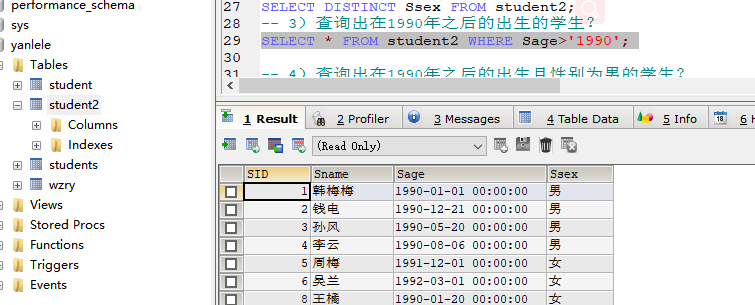 performance_schema
sys
yanlele
Tables
student
student2
Columns
Indexes
students
wzry
Views
Stored Procs
Functions
Triggers
Events
27 SELECT DISTINCT Ssex FROM student2;
28 -- 3）查询出在1990年之后的出生的学生？
29 SELECT * FROM student2 WHERE Sage>'1990';
30
31 -- 4）查询出在1990年之后的出生且性别为男的学生？
1 Result 2 Profiler 3 Messages 4 Table Data 5 Info 6 H
(Read Only)
SID Sname Sage Ssex
1 韩梅梅 1990-01-01 00:00:00 男
2 钱电 1990-12-21 00:00:00 男
3 孙风 1990-05-20 00:00:00 男
4 李云 1990-08-06 00:00:00 男
5 周梅 1991-12-01 00:00:00 女
6 吴兰 1992-03-01 00:00:00 女
8 王橘 1990-01-20 00:00:00 女